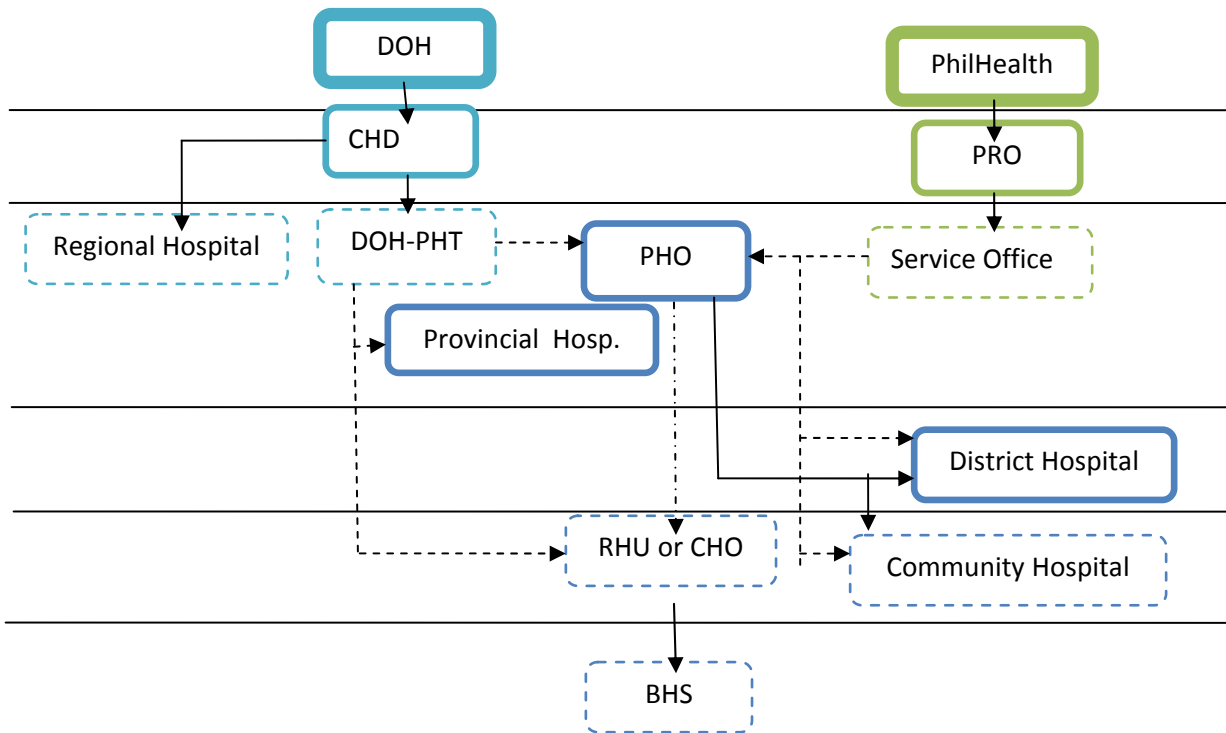 DOH
PhilHealth
CHD
PRO
Regional Hospital
DOH-PHT
PHO
Service Office
Provincial  Hosp.
District Hospital
RHU or CHO
Community Hospital
BHS